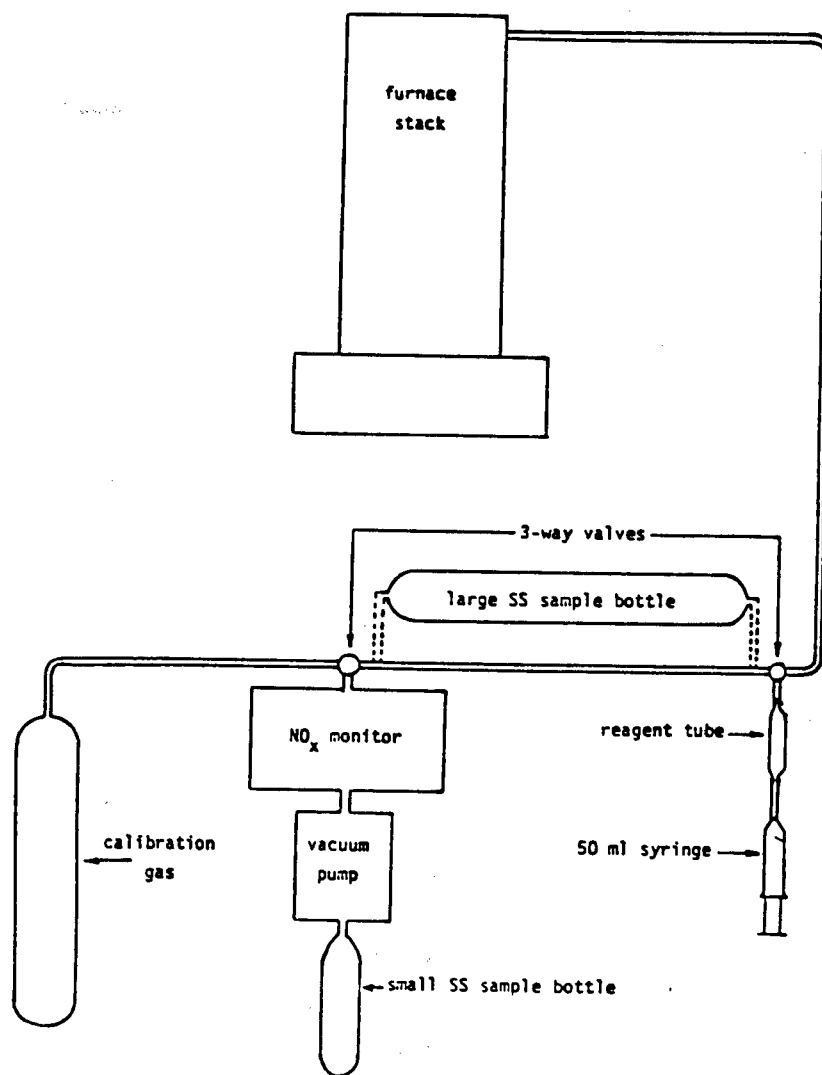 furnace
stack
3-way valves
large SS sample bottle
NOx monitor
reagent tube
calibration
gas
vacuum
pump
50 ml syringe
small SS sample bottle